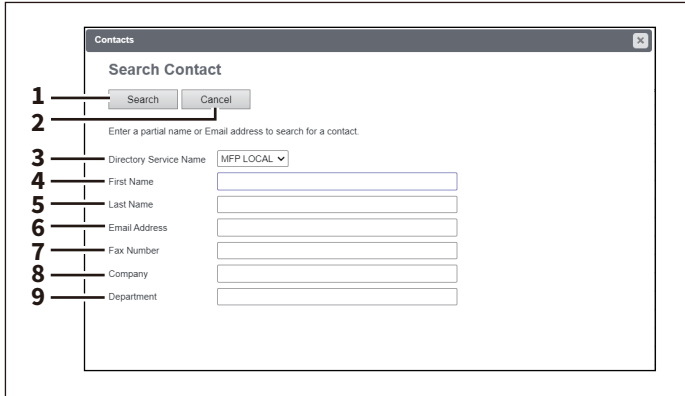 Contacts
Search Contact
1 Search Cancel
2
Enter a partial name or Email address to search for a contact.
3 Directory Service Name MFP LOCAL
4 First Name
5 Last Name
6 Email Address
7 Fax Number
8 Company
9 Department